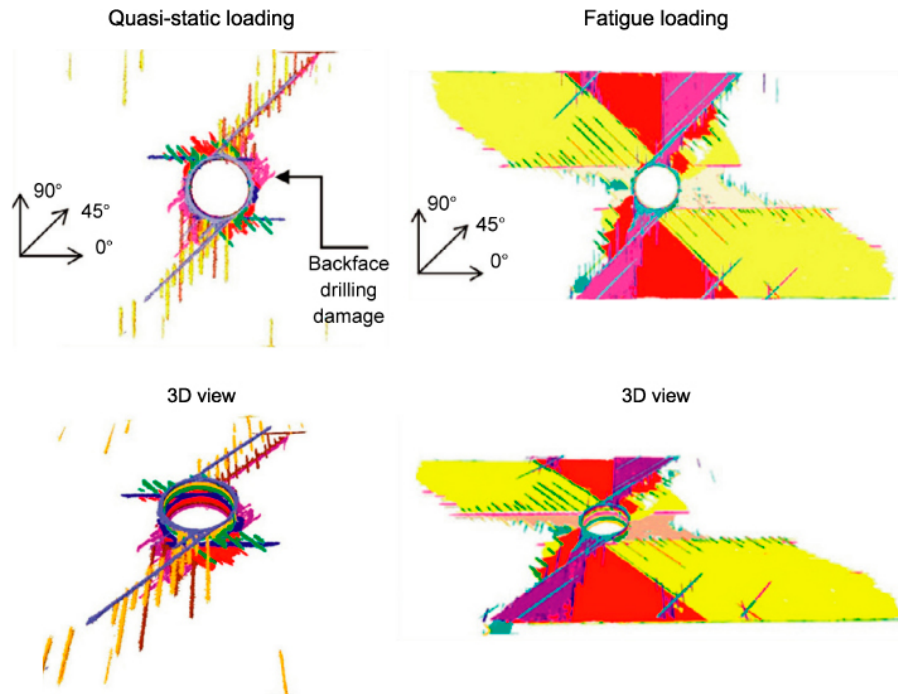 Quasi-static loading
Fatigue loading
90°
45°
0°
Backface
drilling
damage
90°
45°
0°
3D view
3D view